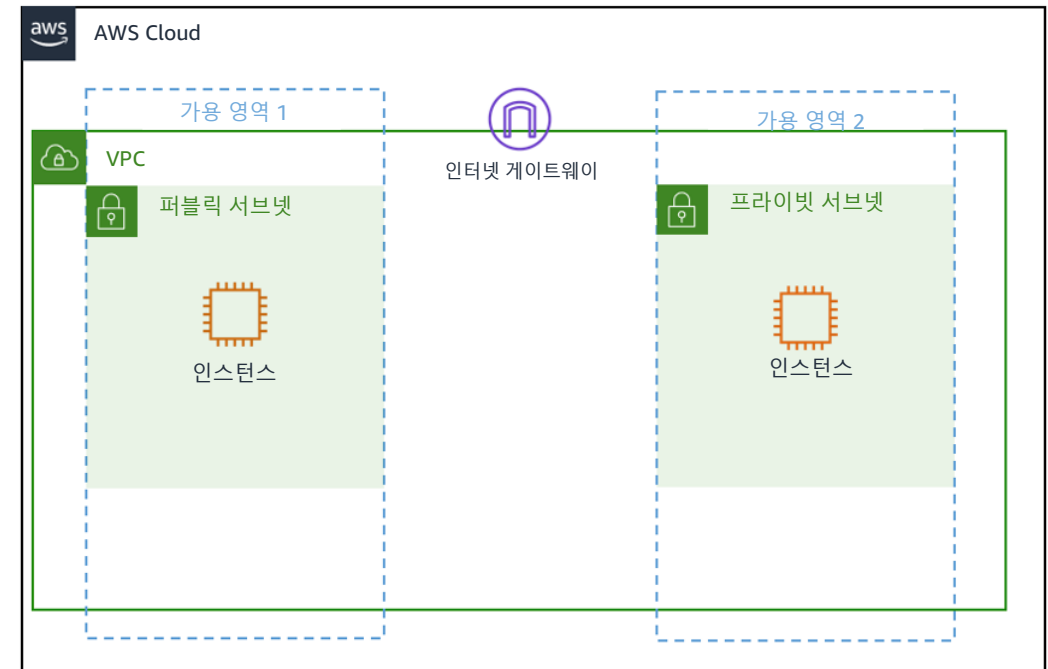 aws
AWS Cloud
가용 영역 1
가용 영역 2
VPC
인터넷 게이트웨이
퍼블릭 서브넷
프라이빗 서브넷
인스턴스
인스턴스